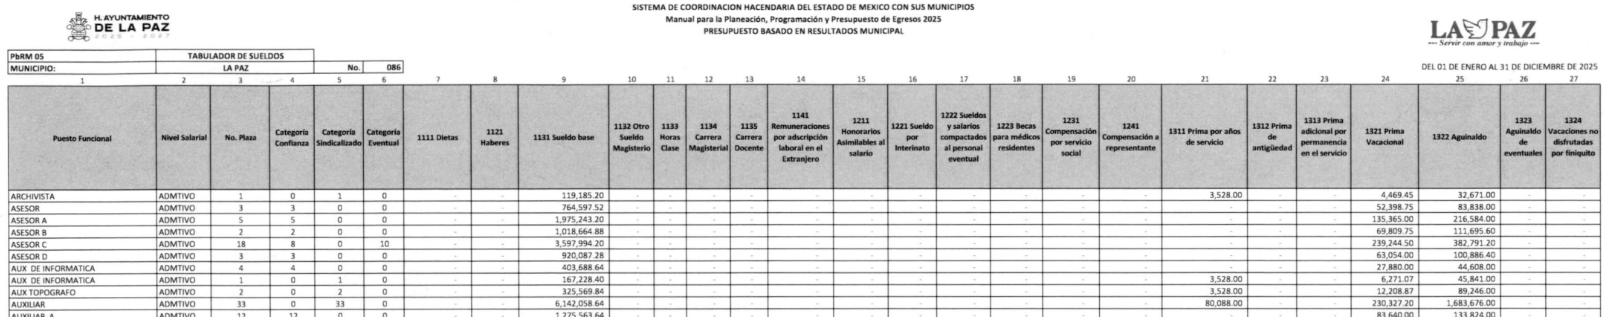 SISTEMA DE COORDINACION HACENDARIA DEL ESTADO DE MEXICO CON SUS MUNICIPIOS
Manual para la Planeación, Programación y Presupuesto de Egresos 2025
PRESUPUESTO BASADO EN RESULTADOS MUNICIPAL
H. AYUNTAMIENTO
DE LA PAZ
2025 - 2027
LA PAZ
Servir con amor y trabajo
PbRM 05 TABULADOR DE SUELDOS
MUNICIPIO: LA PAZ No. 086
DEL 01 DE ENERO AL 31 DE DICIEMBRE DE 2025
1 2 3 4 5 6 7 8 9 10 11 12 13 14 15 16 17 18 19 20 21 22 23 24 25 26 27
Puesto Funcional Nivel Salarial No. Plaza Categoría Confianza Categoría Sindicalizado Categoría Eventual 1111 Dietas 1121 Haberes 1131 Sueldo base 1132 Otro Sueldo Magisterio 1133 Horas Clase 1134 Carrera Magisterial 1135 Carrera Docente 1141 Remuneraciones por adscripción laboral en el Extranjero 1211 Honorarios Asimilables al salario 1221 Sueldo por Interinato 1222 Sueldos y salarios compactados al personal eventual 1223 Becas para médicos residentes 1231 Compensación por servicio social 1241 Compensación a representante 1311 Prima por años de servicio 1312 Prima de antigüedad 1313 Prima adicional por permanencia en el servicio 1321 Prima Vacacional 1322 Aguinaldo 1323 Aguinaldo de eventuales 1324 Vacaciones no disfrutadas por finiquito
ARCHIVISTA ADMTIVO 1 0 1 0 - - 119,185.20 - - - - - - - - - - - 3,528.00 - - 4,469.45 32,671.00 - -
ASESOR ADMTIVO 3 3 0 0 - - 764,597.52 - - - - - - - - - - - - - - 52,398.75 83,838.00 - -
ASESOR A ADMTIVO 5 5 0 0 - - 1,975,243.20 - - - - - - - - - - - - - - 135,365.00 216,584.00 - -
ASESOR B ADMTIVO 2 2 0 0 - - 1,018,664.88 - - - - - - - - - - - - - - 69,809.75 111,695.60 - -
ASESOR C ADMTIVO 18 8 0 10 - - 3,597,994.20 - - - - - - - - - - - - - - 239,244.50 382,791.20 - -
ASESOR D ADMTIVO 3 3 0 0 - - 920,087.28 - - - - - - - - - - - - - - 63,054.00 100,886.40 - -
AUX DE INFORMATICA ADMTIVO 4 4 0 0 - - 403,688.64 - - - - - - - - - - - - - - 27,880.00 44,608.00 - -
AUX DE INFORMATICA ADMTIVO 1 0 1 0 - - 167,228.40 - - - - - - - - - - - 3,528.00 - - 6,271.07 45,841.00 - -
AUX TOPOGRAFO ADMTIVO 2 0 2 0 - - 325,569.84 - - - - - - - - - - - 3,528.00 - - 12,208.87 89,246.00 - -
AUXILIAR ADMTIVO 33 0 33 0 - - 6,142,058.64 - - - - - - - - - - - 80,088.00 - - 230,327.20 1,683,676.00 - -
AUXILIAR A ADMTIVO 12 12 0 0 - - 1,275,563.64 - - - - - - - - - - - - - - 83,640.00 133,824.00 - -